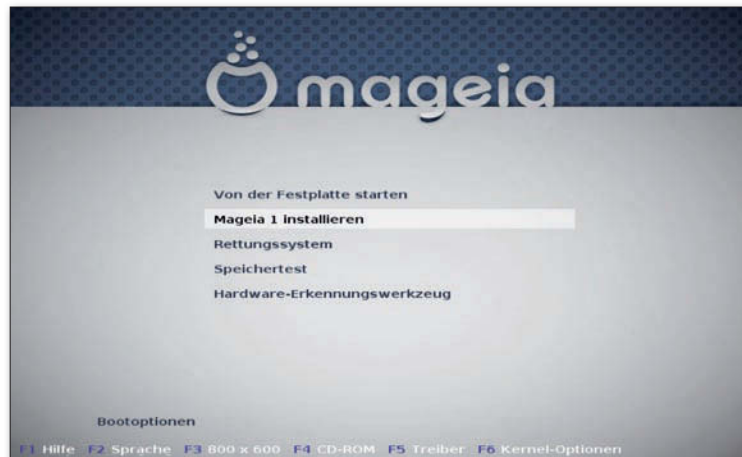 mageia
Von der Festplatte starten
Mageia 1 installieren
Rettungssystem
Speichertest
Hardware-Erkennungswerkzeug
Bootoptionen
F1 Hilfe F2 Sprache F3 800 x 600 F4 CD-ROM F5 Treiber F6 Kernel-Optionen